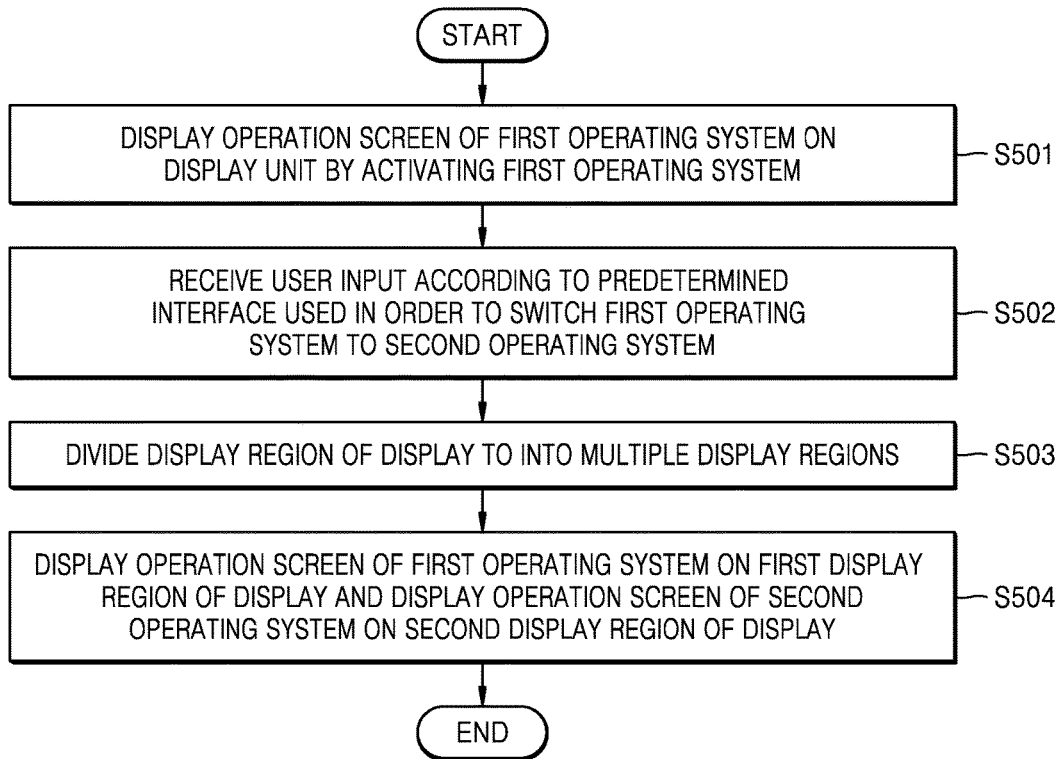 START
DISPLAY OPERATION SCREEN OF FIRST OPERATING SYSTEM ON
DISPLAY UNIT BY ACTIVATING FIRST OPERATING SYSTEM
S501
RECEIVE USER INPUT ACCORDING TO PREDETERMINED
INTERFACE USED IN ORDER TO SWITCH FIRST OPERATING
SYSTEM TO SECOND OPERATING SYSTEM
S502
DIVIDE DISPLAY REGION OF DISPLAY TO INTO MULTIPLE DISPLAY REGIONS
S503
DISPLAY OPERATION SCREEN OF FIRST OPERATING SYSTEM ON FIRST DISPLAY
REGION OF DISPLAY AND DISPLAY OPERATION SCREEN OF SECOND
OPERATING SYSTEM ON SECOND DISPLAY REGION OF DISPLAY
S504
END